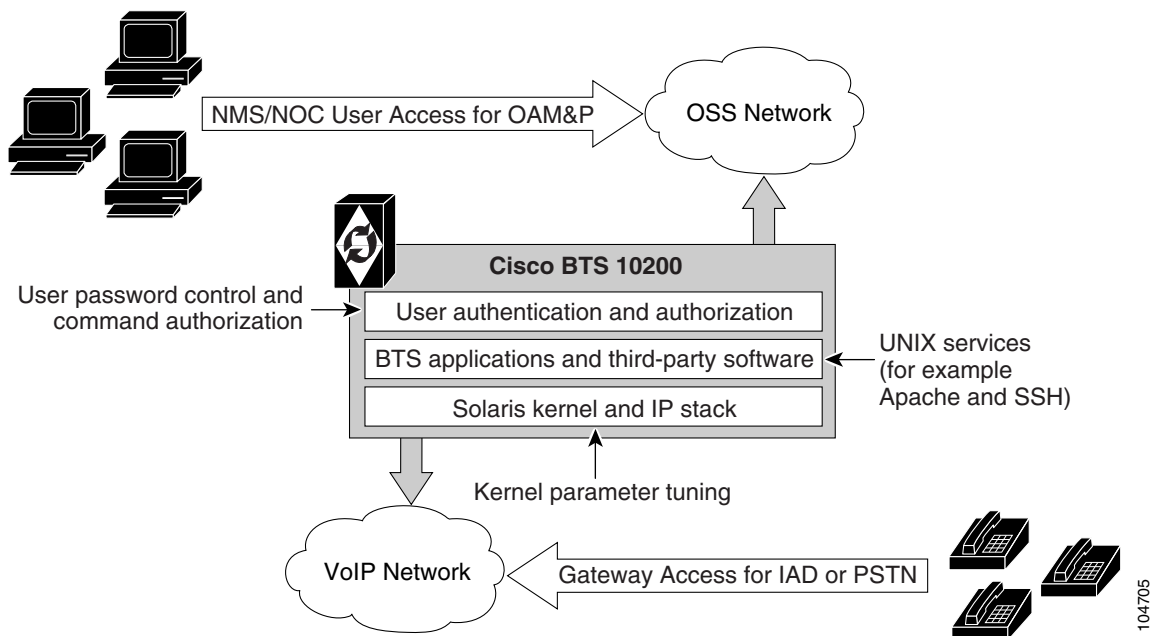 NMS/NOC User Access for OAM&P
OSS Network
Cisco BTS 10200
User password control and
command authorization
User authentication and authorization
BTS applications and third-party software
UNIX services
(for example
Apache and SSH)
Solaris kernel and IP stack
Kernel parameter tuning
VoIP Network
Gateway Access for IAD or PSTN
104705